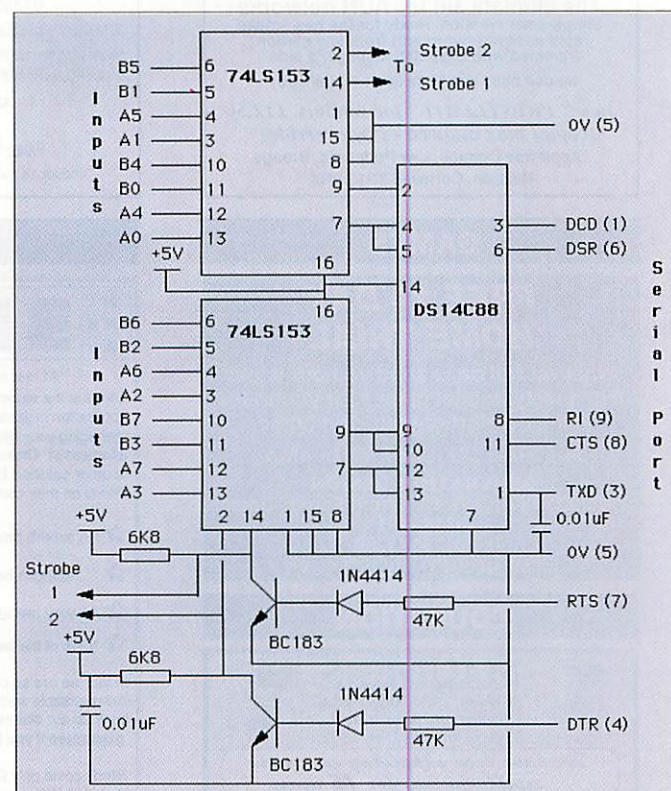 74LS153
B5 6
B1 5
A5 4
A1 3
B4 10
B0 11
A4 12
A0 13
Inputs
2 Strobe 2
To
14 Strobe 1
1
15
8
9 2
7 4
5
16
0V (5)
3 DCD (1)
6 DSR (6)
+5V
14
DS14C88
74LS153
16
B6 6
B2 5
A6 4
A2 3
B7 10
B3 11
A7 12
A3 13
Inputs
9 9
10
7 12
13
8 RI (9)
11 CTS (8)
1 TXD (3)
7
0.01uF
0V (5)
Serial Port
2 14 1 15 8
+5V
6K8
Strobe
1
2
1N4414
47K
RTS (7)
BC183
+5V
6K8
0.01uF
1N4414
47K
DTR (4)
BC183